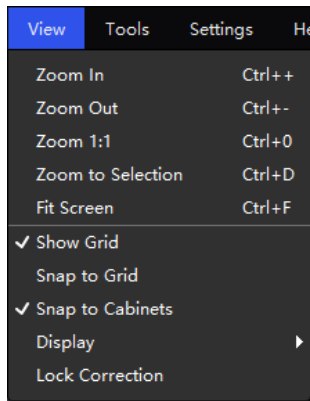 View Tools Settings He
Zoom In Ctrl++
Zoom Out Ctrl+-
Zoom 1:1 Ctrl+0
Zoom to Selection Ctrl+D
Fit Screen Ctrl+F
Show Grid
Snap to Grid
Snap to Cabinets
Display
Lock Correction